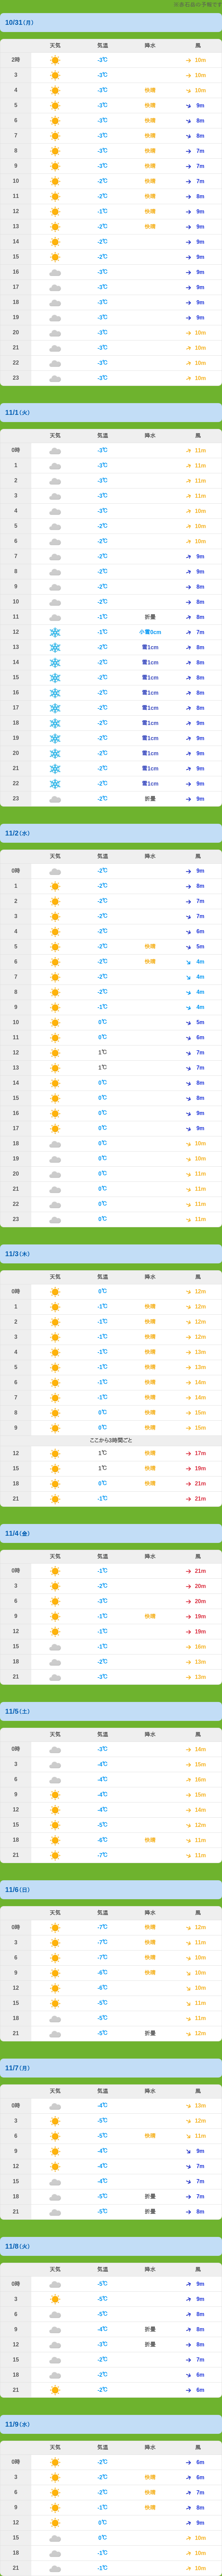 の予報です
10/31(月)
天気 気温 降水 風
2時 -3℃ 10m
3 -3℃ 10m
4 -3℃ 快晴 10m
5 -3℃ 快晴 9m
6 -3℃ 快晴 8m
7 -3℃ 快晴 8m
8 -3℃ 快晴 7m
9 -3℃ 快晴 7m
10 -2℃ 快晴 7m
11 -2℃ 快晴 8m
12 -1℃ 快晴 9m
13 -2℃ 快晴 9m
14 -2℃ 9m
15 -2℃ 9m
16 -3℃ 9m
17 -3℃ 9m
18 -3℃ 9m
19 -3℃ 9m
20 -3℃ 10m
21 -3℃ 10m
22 -3℃ 10m
23 -3℃ 10m
11/1(火)
天気 気温 降水 風
0時 -3℃ 11m
1 -3℃ 11m
2 -3℃ 11m
3 -3℃ 11m
4 -3℃ 10m
5 -2℃ 10m
6 -2℃ 10m
7 -2℃ 9m
8 -2℃ 9m
9 -2℃ 8m
10 -2℃ 8m
11 -1℃ 折曇 8m
12 -1℃ 小雪0cm 7m
13 -2℃ 雪1cm 8m
14 -2℃ 雪1cm 8m
15 -2℃ 雪1cm 8m
16 -2℃ 雪1cm 8m
17 -2℃ 雪1cm 8m
18 -2℃ 雪1cm 9m
19 -2℃ 雪1cm 9m
20 -2℃ 雪1cm 9m
21 -2℃ 雪1cm 9m
22 -2℃ 雪1cm 9m
23 -2℃ 折曇 9m
11/2(水)
天気 気温 降水 風
0時 -2℃ 9m
1 -2℃ 8m
2 -2℃ 7m
3 -2℃ 7m
4 -2℃ 6m
5 -2℃ 快晴 5m
6 -2℃ 快晴 4m
7 -2℃ 4m
8 -2℃ 4m
9 -1℃ 4m
10 0℃ 5m
11 0℃ 6m
12 1℃ 7m
13 1℃ 7m
14 0℃ 8m
15 0℃ 8m
16 0℃ 9m
17 0℃ 9m
18 0℃ 10m
19 0℃ 10m
20 0℃ 11m
21 0℃ 11m
22 0℃ 11m
23 0℃ 11m
11/3(木)
天気 気温 降水 風
0時 0℃ 快晴 12m
1 -1℃ 快晴 12m
2 -1℃ 快晴 12m
3 -1℃ 快晴 12m
4 -1℃ 快晴 13m
5 -1℃ 快晴 13m
6 -1℃ 快晴 14m
7 -1℃ 快晴 14m
8 0℃ 快晴 15m
9 0℃ 快晴 15m
ここから3時間ごと
12 1℃ 快晴 17m
15 1℃ 快晴 19m
18 0℃ 快晴 21m
21 -1℃ 21m
11/4(金)
天気 気温 降水 風
0時 -1℃ 21m
3 -2℃ 20m
6 -3℃ 20m
9 -1℃ 快晴 19m
12 -1℃ 19m
15 -1℃ 16m
18 -2℃ 13m
21 -3℃ 12m
11/5(土)
天気 気温 降水 風
0時 -3℃ 14m
3 -4℃ 15m
6 -4℃ 16m
9 -4℃ 15m
12 -4℃ 14m
15 -5℃ 12m
18 -6℃ 快晴 11m
21 -7℃ 11m
11/6(日)
天気 気温 降水 風
0時 -7℃ 快晴 12m
3 -7℃ 快晴 11m
6 -7℃ 快晴 10m
9 -6℃ 快晴 10m
12 -6℃ 10m
15 -5℃ 11m
18 -5℃ 11m
21 -5℃ 折曇 12m
11/7(月)
天気 気温 降水 風
0時 -4℃ 13m
3 -5℃ 12m
6 -5℃ 快晴 11m
9 -4℃ 9m
12 -4℃ 7m
15 -4℃ 7m
18 -5℃ 折曇 7m
21 -5℃ 折曇 8m
11/8(火)
天気 気温 降水 風
0時 -5℃ 9m
3 -5℃ 9m
6 -5℃ 8m
9 -4℃ 折曇 8m
12 -3℃ 折曇 8m
15 -2℃ 7m
18 -2℃ 6m
21 -2℃ 6m
11/9(水)
天気 気温 降水 風
0時 -2℃ 6m
3 -2℃ 快晴 6m
6 -2℃ 快晴 7m
9 -1℃ 快晴 8m
12 0℃ 9m
15 0℃ 10m
18 -1℃ 10m
21 -1℃ 10m